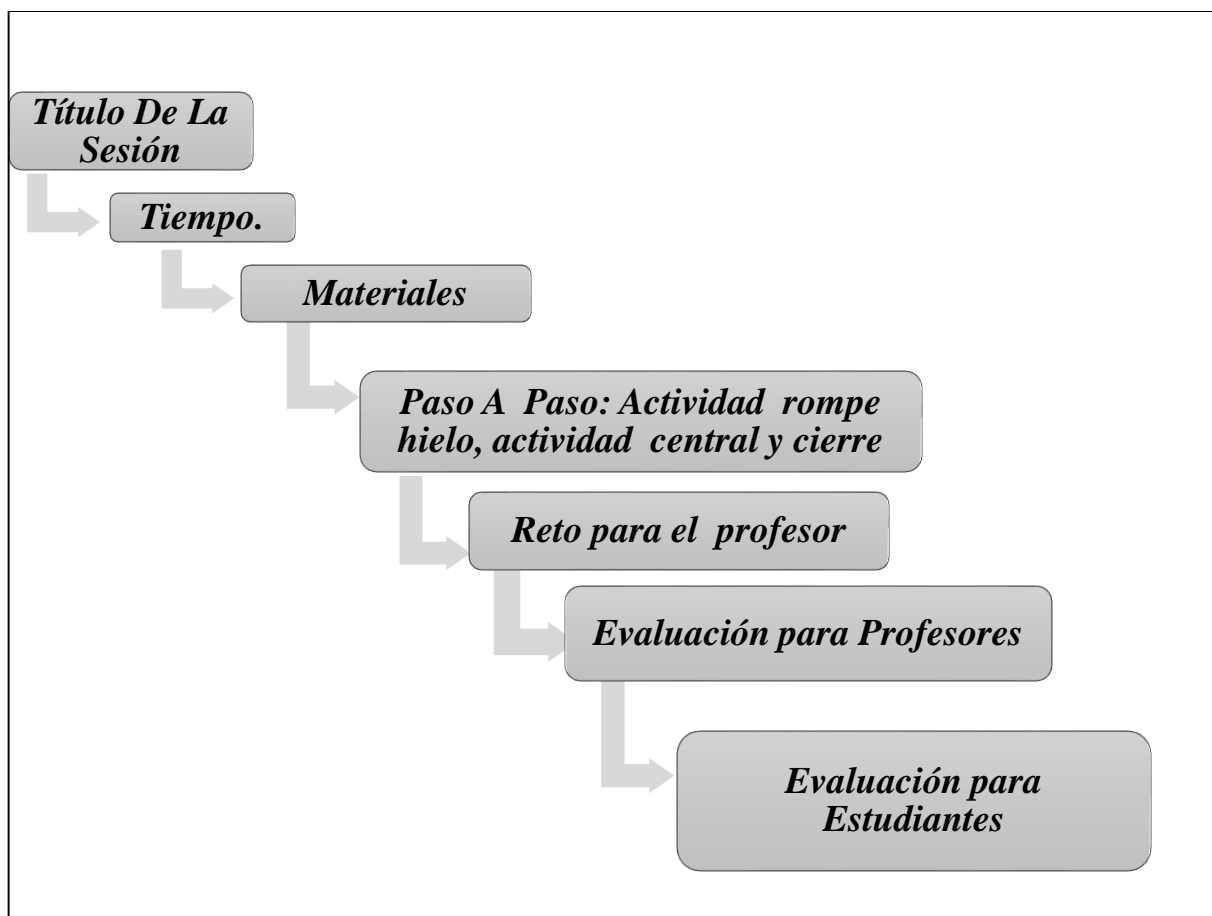 Título De La
Sesión
Tiempo.
Materiales
Paso A  Paso: Actividad  rompe
hielo, actividad  central y cierre
Reto para el  profesor
Evaluación para Profesores
Evaluación para
Estudiantes